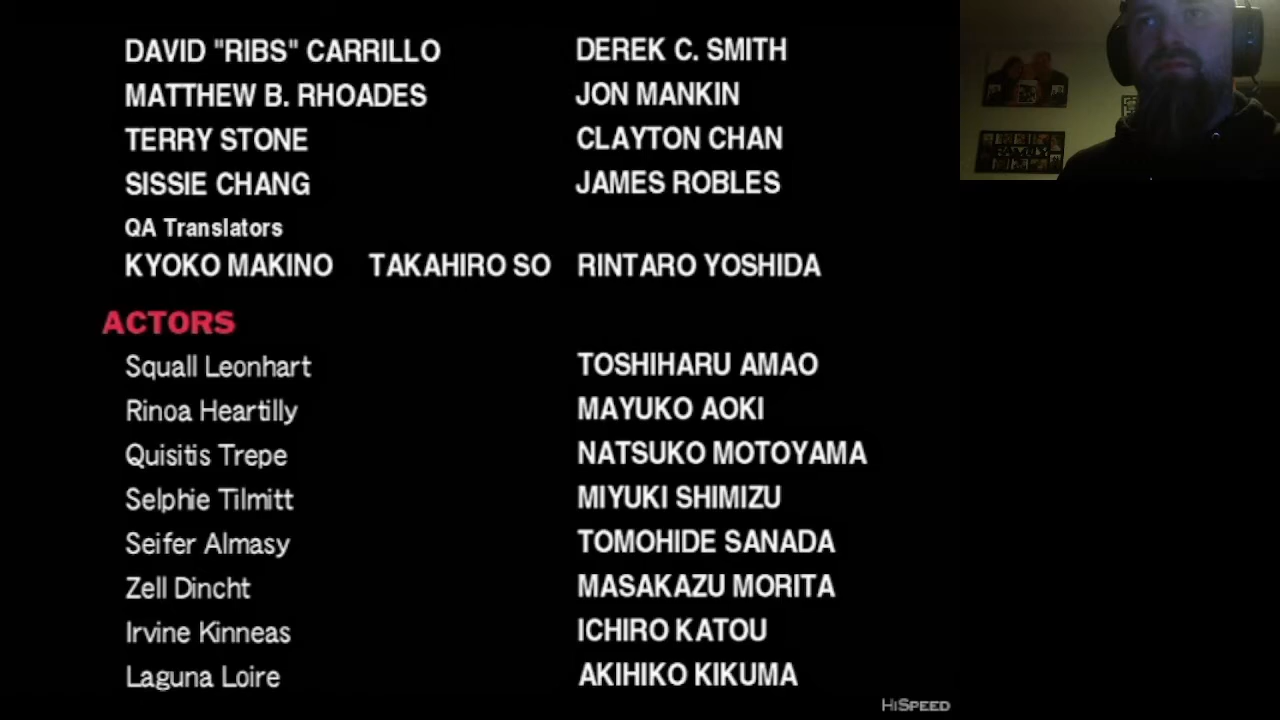 DAVID "RIBS" CARRILLO DEREK C. SMITH
MATTHEW B. RHOADES JON MANKIN
TERRY STONE CLAYTON CHAN
SISSIE CHANG JAMES ROBLES
QA Translators
KYOKO MAKINO TAKAHIRO SO RINTARO YOSHIDA
ACTORS
Squall Leonhart TOSHIHARU AMAO
Rinoa Heartilly MAYUKO AOKI
Quisitis Trepe NATSUKO MOTOYAMA
Selphie Tilmitt MIYUKI SHIMIZU
Seifer Almasy TOMOHIDE SANADA
Zell Dincht MASAKAZU MORITA
Irvine Kinneas ICHIRO KATOU
Laguna Loire AKIHIKO KIKUMA
HISPEED
FAMILY